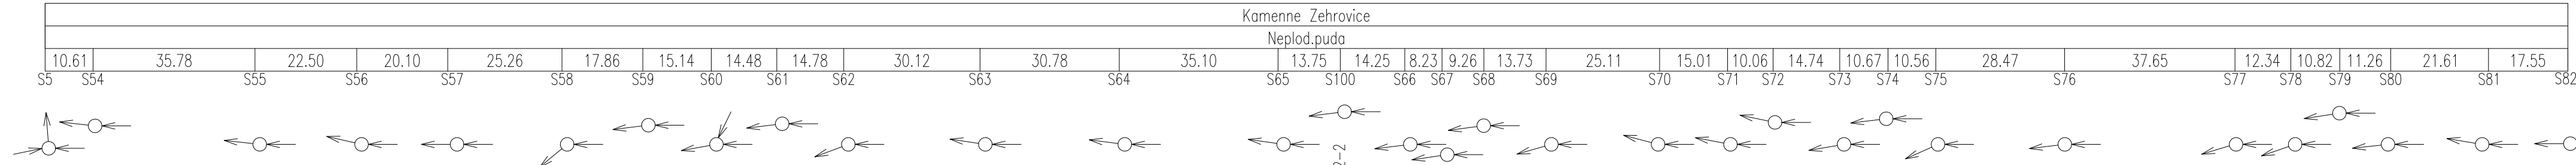 Kamenne Zehrovice
Neplod.puda
10.61 35.78 22.50 20.10 25.26 17.86 15.14 14.48 14.78 30.12 30.78 35.10 13.75 14.25 8.23 9.26 13.73 25.11 15.01 10.06 14.74 10.67 10.56 28.47 37.65 12.34 10.82 11.26 21.61 17.55
S5 S54 S55 S56 S57 S58 S59 S60 S61 S62 S63 S64 S65 S100 S66 S67 S68 S69 S70 S71 S72 S73 S74 S75 S76 S77 S78 S79 S80 S81 S82